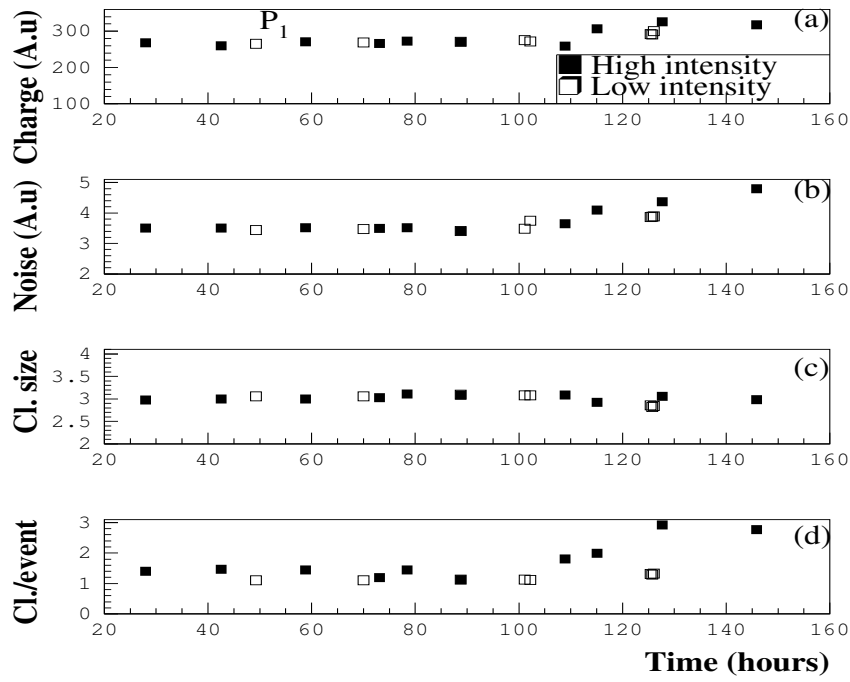 Charge (A.u)
300
200
100
P1
(a)
High intensity
Low intensity
20 40 60 80 100 120 140 160
Noise (A.u)
5
4
3
2
(b)
20 40 60 80 100 120 140 160
Cl. size
4
3.5
3
2.5
2
(c)
20 40 60 80 100 120 140 160
Cl./event
3
2
1
0
(d)
20 40 60 80 100 120 140 160
Time (hours)